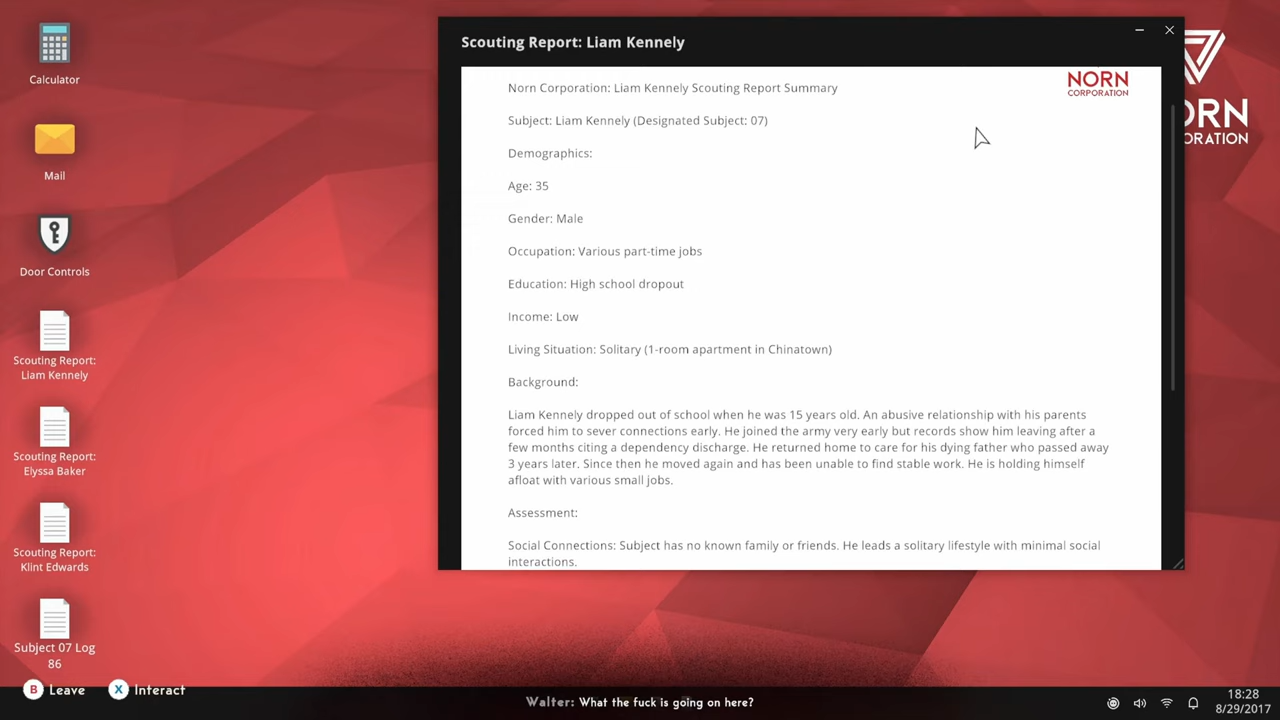 Calculator
Mail
Door Controls
Scouting Report:
Liam Kennely
Scouting Report:
Elyssa Baker
Scouting Report:
Klint Edwards
Subject 07 Log
86
Scouting Report: Liam Kennely
NORN
CORPORATION
Norn Corporation: Liam Kennely Scouting Report Summary
Subject: Liam Kennely (Designated Subject: 07)
Demographics:
Age: 35
Gender: Male
Occupation: Various part-time jobs
Education: High school dropout
Income: Low
Living Situation: Solitary (1-room apartment in Chinatown)
Background:
Liam Kennely dropped out of school when he was 15 years old. An abusive relationship with his parents
forced him to sever connections early. He joined the army very early but records show him leaving after a
few months citing a dependency discharge. He returned home to care for his dying father who passed away
3 years later. Since then he moved again and has been unable to find stable work. He is holding himself
afloat with various small jobs.
Assessment:
Social Connections: Subject has no known family or friends. He leads a solitary lifestyle with minimal social
interactions.
ORN
ORATION
B Leave
X Interact
Walter: What the fuck is going on here?
18:28
8/29/2017